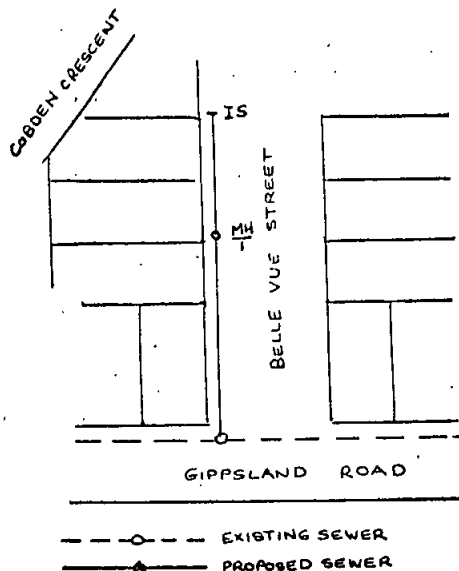 COBDEN CRESCENT
IS
MH
1
BELLE VUE STREET
GIPPSLAND ROAD
EXISTING SEWER
PROPOSED SEWER